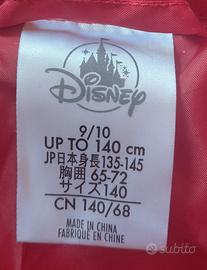 Disney
9/10
UP TO 140 cm
JP日本身長135-145
胸囲 65-72
サイズ140
CN 140/68
MADE IN CHINA
FABRIQUÉ EN CHINE
subito